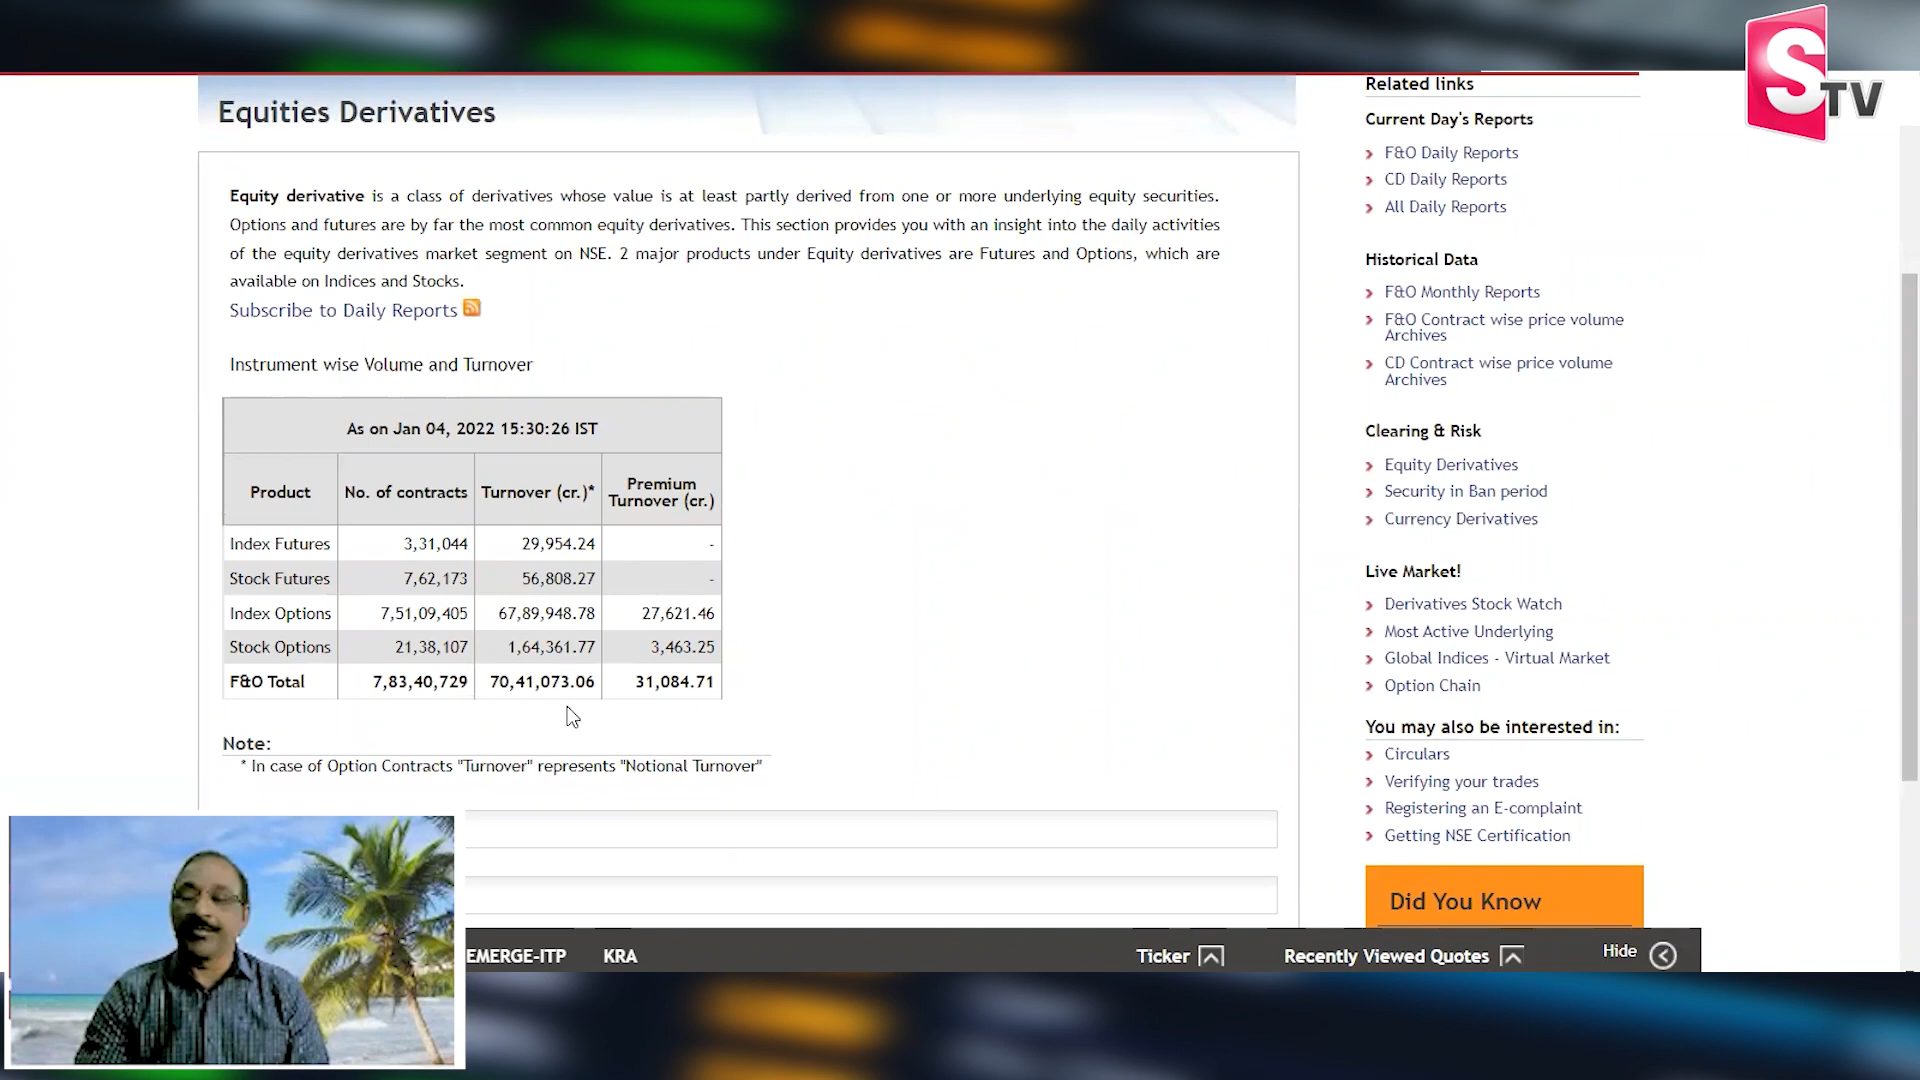 STV
Equities Derivatives
Equity derivative is a class of derivatives whose value is at least partly derived from one or more underlying equity securities.
Options and futures are by far the most common equity derivatives. This section provides you with an insight into the daily activities
of the equity derivatives market segment on NSE. 2 major products under Equity derivatives are Futures and Options, which are
available on Indices and Stocks.
Subscribe to Daily Reports
Instrument wise Volume and Turnover
As on Jan 04, 2022 15:30:26 IST
Product No. of contracts Turnover (cr.)* Premium Turnover (cr.)
Index Futures 3,31,044 29,954.24 -
Stock Futures 7,62,173 56,808.27 -
Index Options 7,51,09,405 67,89,948.78 27,621.46
Stock Options 21,38,107 1,64,361.77 3,463.25
F&O Total 7,83,40,729 70,41,073.06 31,084.71
Note:
* In case of Option Contracts "Turnover" represents "Notional Turnover"
Related links
Current Day's Reports
F&O Daily Reports
CD Daily Reports
All Daily Reports
Historical Data
F&O Monthly Reports
F&O Contract wise price volume
Archives
CD Contract wise price volume
Archives
Clearing & Risk
Equity Derivatives
Security in Ban period
Currency Derivatives
Live Market!
Derivatives Stock Watch
Most Active Underlying
Global Indices - Virtual Market
Option Chain
You may also be interested in:
Circulars
Verifying your trades
Registering an E-complaint
Getting NSE Certification
Did You Know
EMERGE-ITP KRA Ticker Recently Viewed Quotes Hide